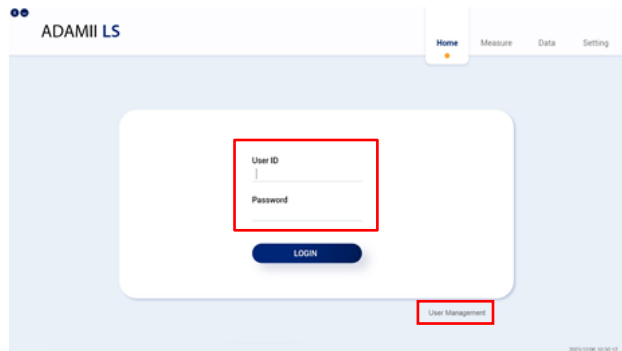 ADAMII LS
Home Measure Data Setting
User ID
Password
LOGIN
User Management